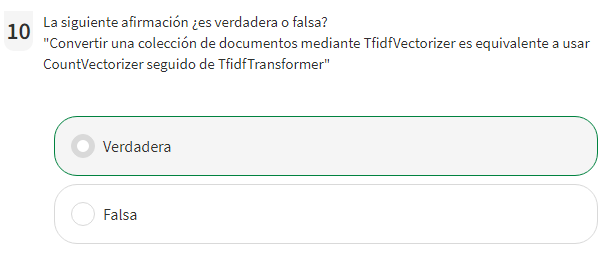 10
La siguiente afirmación ¿es verdadera o falsa?
"Convertir una colección de documentos mediante TfidfVectorizer es equivalente a usar
CountVectorizer seguido de TfidfTransformer"
Verdadera
Falsa